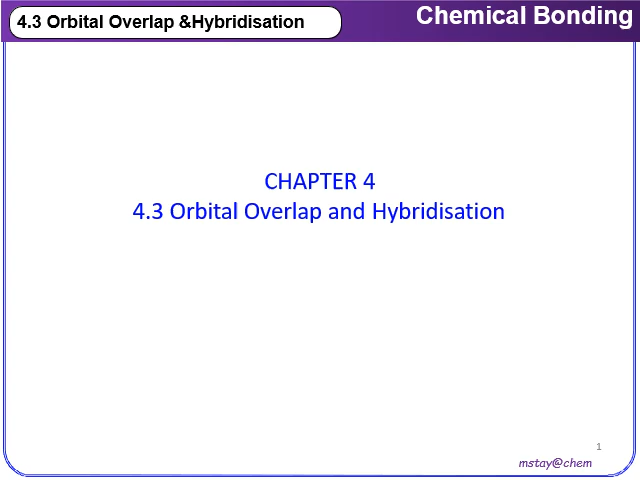 4.3 Orbital Overlap &Hybridisation
Chemical Bonding
CHAPTER 4
4.3 Orbital Overlap and Hybridisation
1
mstay@chem